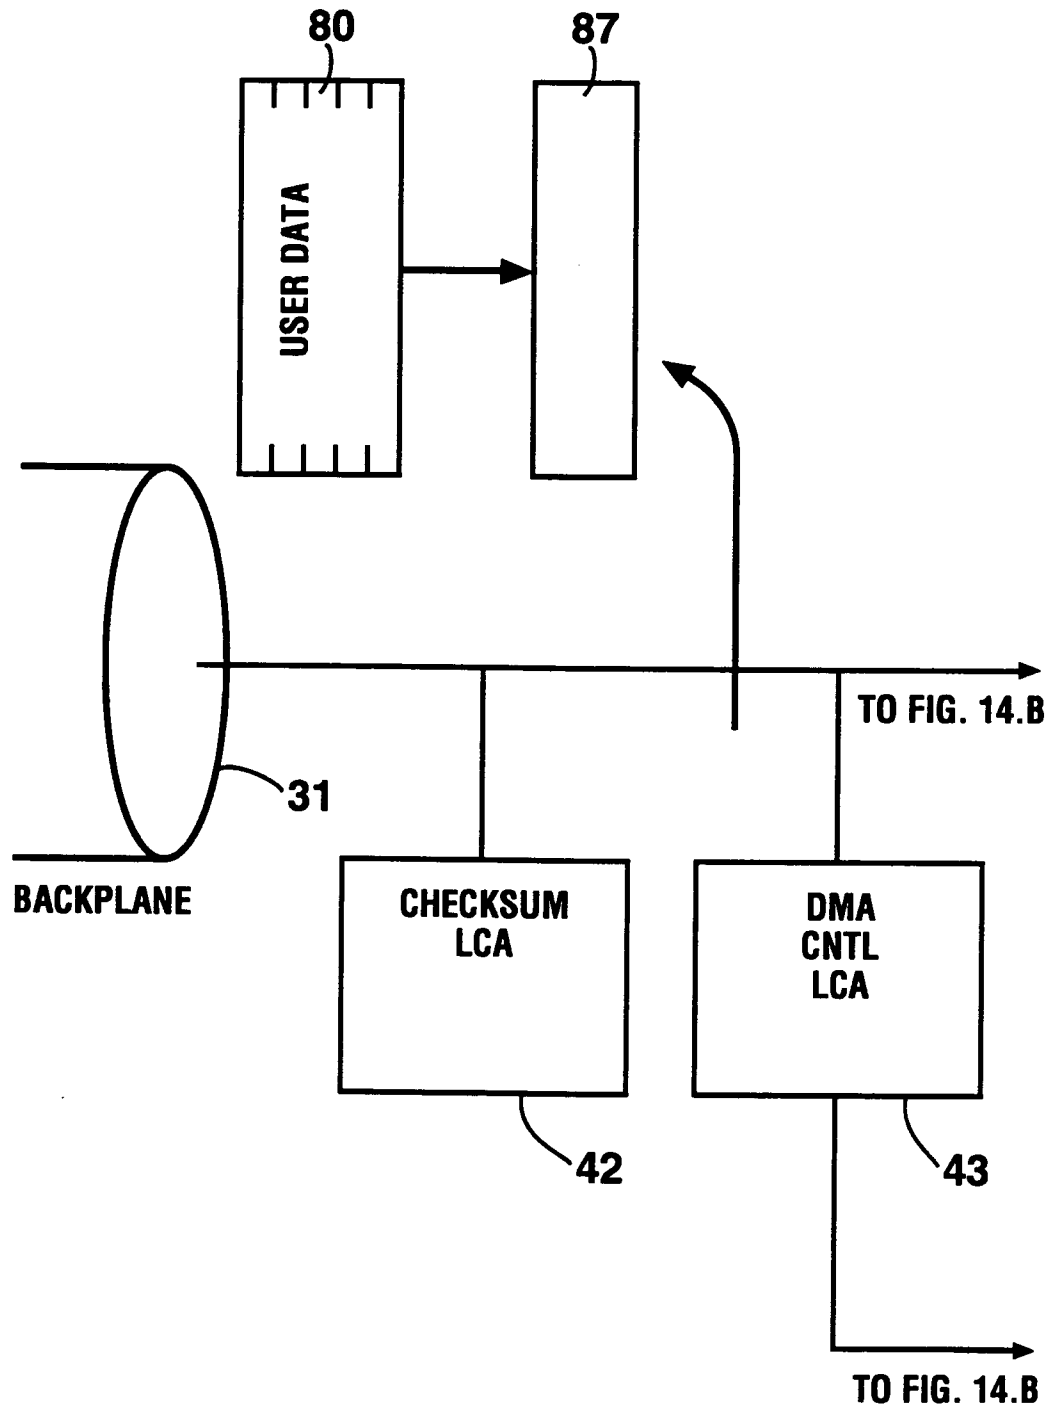 80
87
USER DATA
TO FIG. 14.B
31
BACKPLANE
CHECKSUM
LCA
DMA
CNTL
LCA
42
43
TO FIG. 14.B